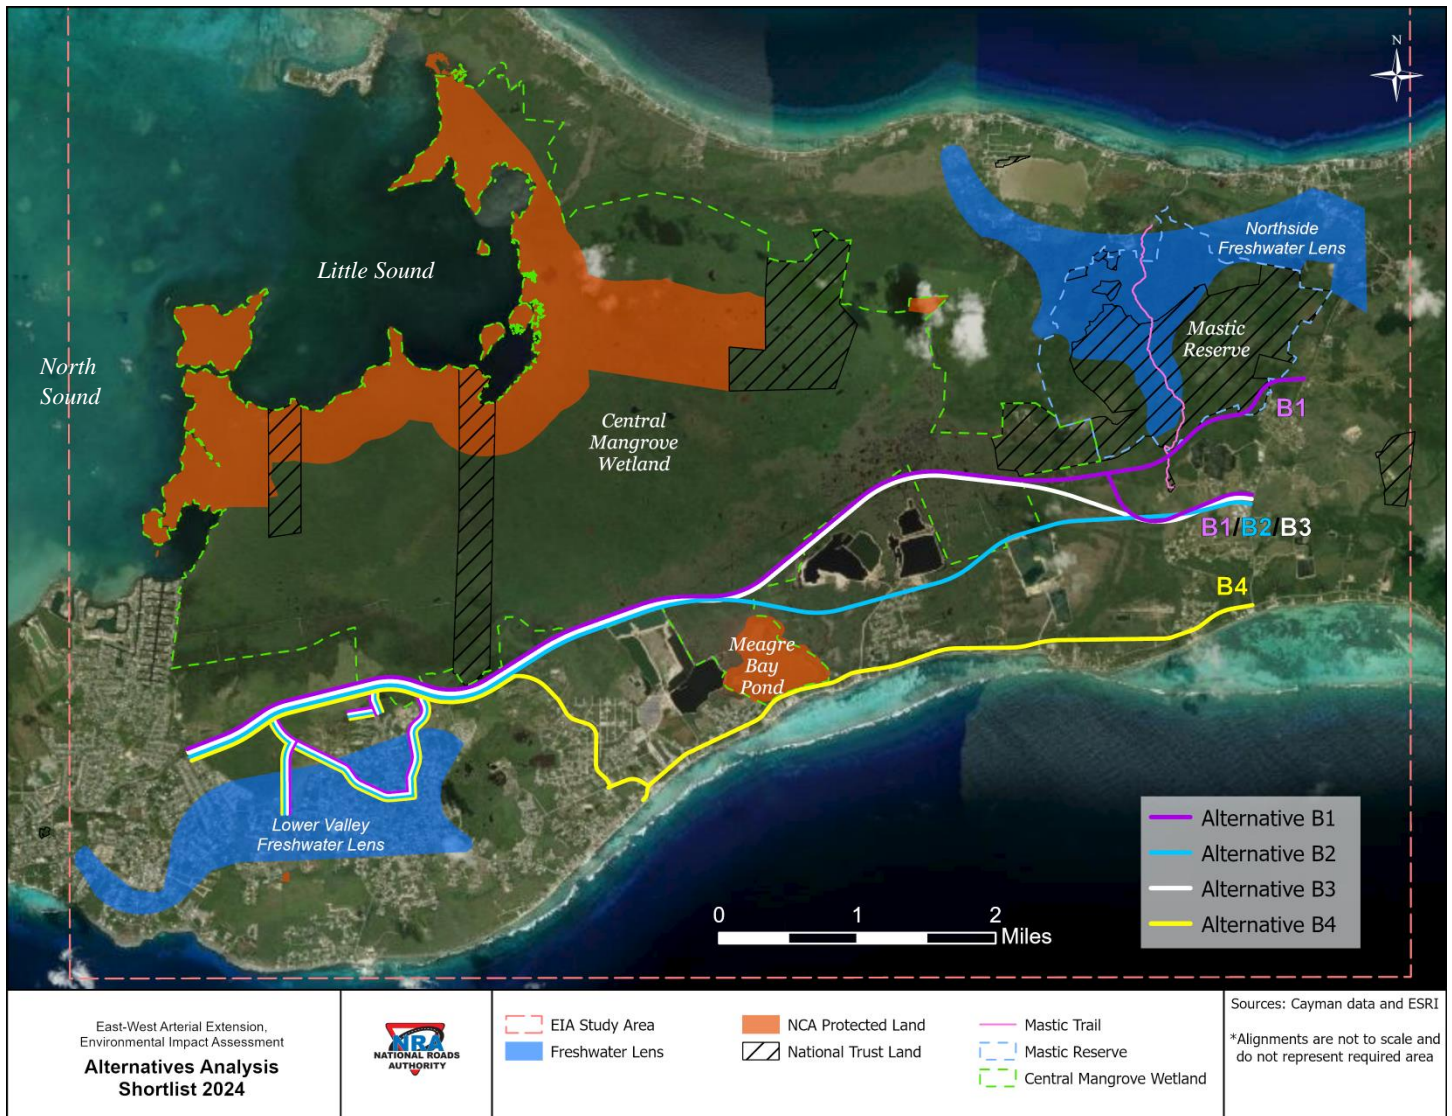 N
Little Sound
Northside
Freshwater Lens
North
Sound
Mastic
Reserve
B1
Central
Mangrove
Wetland
B1/B2/B3
B4
Meagre
Bay
Pond
Lower Valley
Freshwater Lens
Alternative B1
Alternative B2
Alternative B3
Alternative B4
0 1 2
Miles
East-West Arterial Extension,
Environmental Impact Assessment
Alternatives Analysis
Shortlist 2024
NRA
NATIONAL ROADS
AUTHORITY
EIA Study Area
Freshwater Lens
NCA Protected Land
National Trust Land
Mastic Trail
Mastic Reserve
Central Mangrove Wetland
Sources: Cayman data and ESRI
*Alignments are not to scale and
do not represent required area